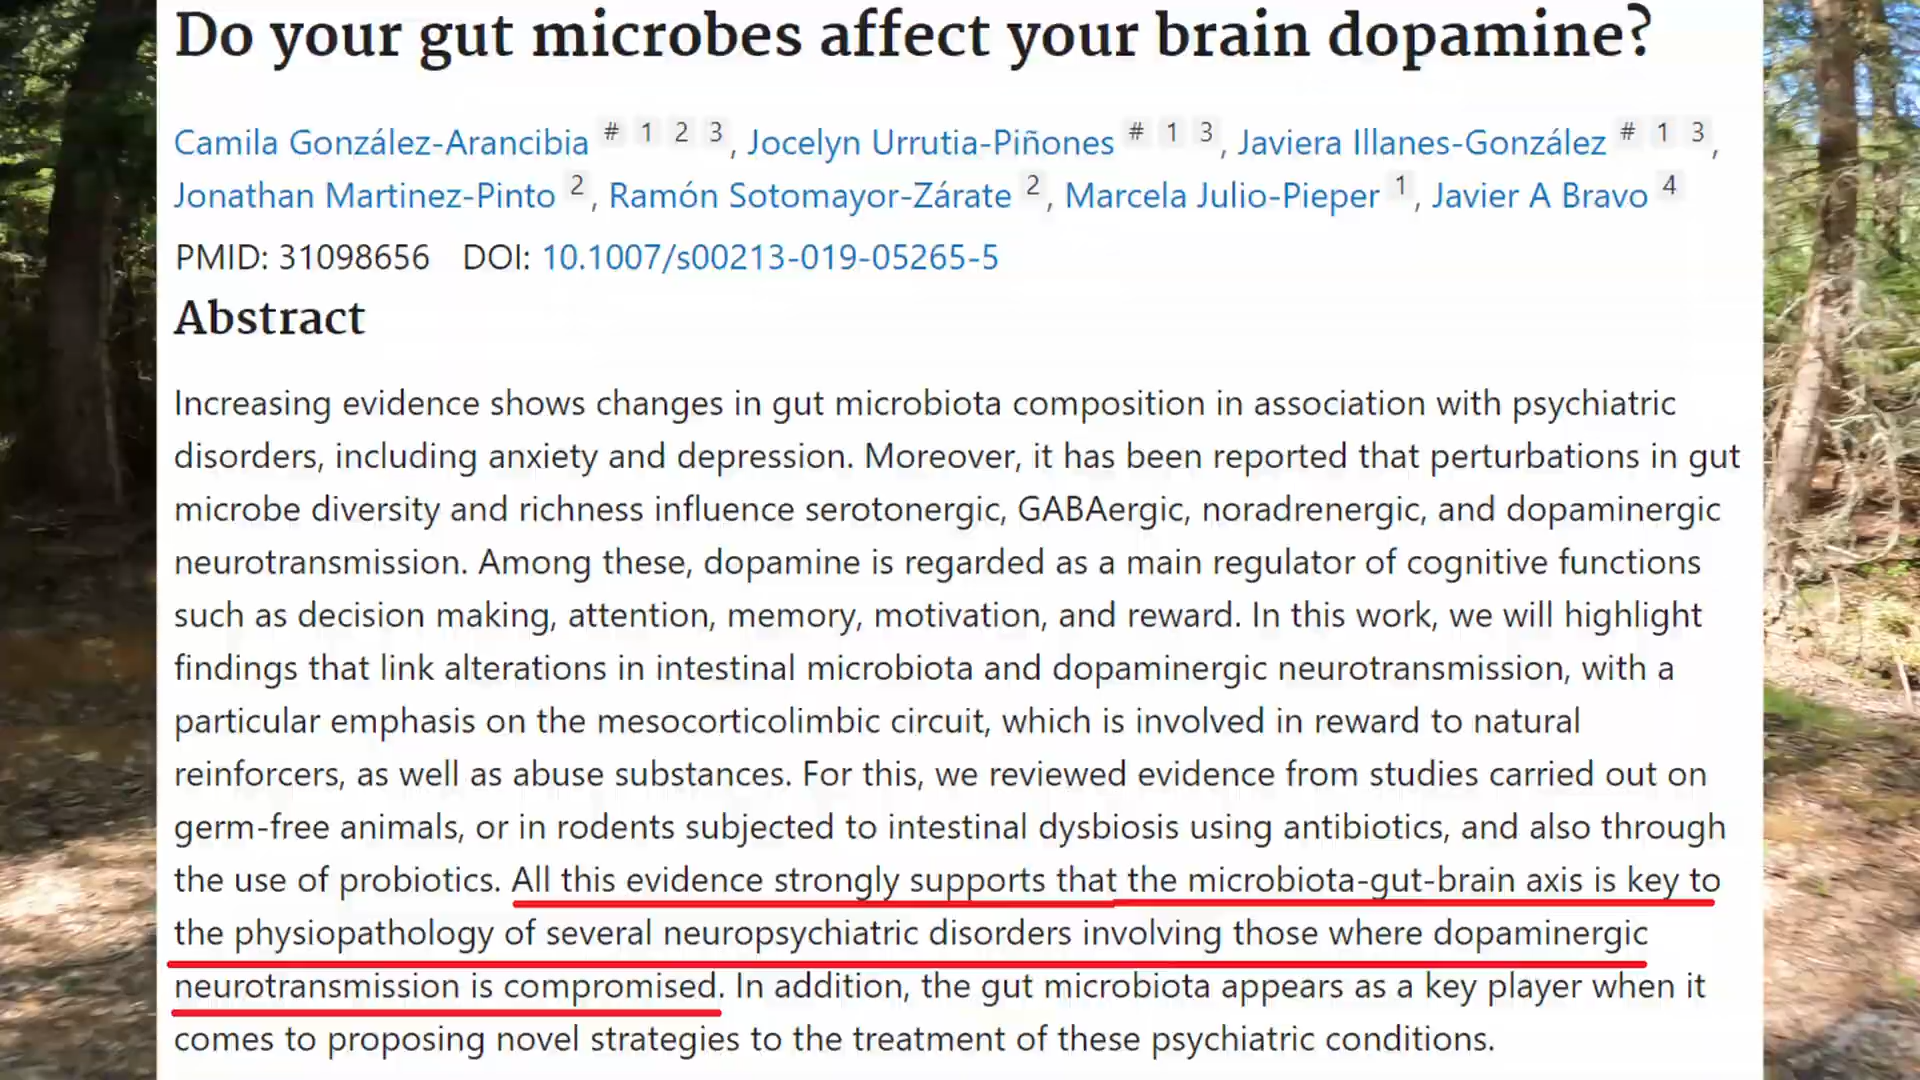 Do your gut microbes affect your brain dopamine?
Camila González-Arancibia # 1 2 3, Jocelyn Urrutia-Piñones # 1 3, Javiera Illanes-González # 1 3,
Jonathan Martinez-Pinto 2, Ramón Sotomayor-Zárate 2, Marcela Julio-Pieper 1, Javier A Bravo 4
PMID: 31098656 DOI: 10.1007/s00213-019-05265-5
Abstract
Increasing evidence shows changes in gut microbiota composition in association with psychiatric
disorders, including anxiety and depression. Moreover, it has been reported that perturbations in gut
microbe diversity and richness influence serotonergic, GABAergic, noradrenergic, and dopaminergic
neurotransmission. Among these, dopamine is regarded as a main regulator of cognitive functions
such as decision making, attention, memory, motivation, and reward. In this work, we will highlight
findings that link alterations in intestinal microbiota and dopaminergic neurotransmission, with a
particular emphasis on the mesocorticolimbic circuit, which is involved in reward to natural
reinforcers, as well as abuse substances. For this, we reviewed evidence from studies carried out on
germ-free animals, or in rodents subjected to intestinal dysbiosis using antibiotics, and also through
the use of probiotics. All this evidence strongly supports that the microbiota-gut-brain axis is key to
the physiopathology of several neuropsychiatric disorders involving those where dopaminergic
neurotransmission is compromised. In addition, the gut microbiota appears as a key player when it
comes to proposing novel strategies to the treatment of these psychiatric conditions.